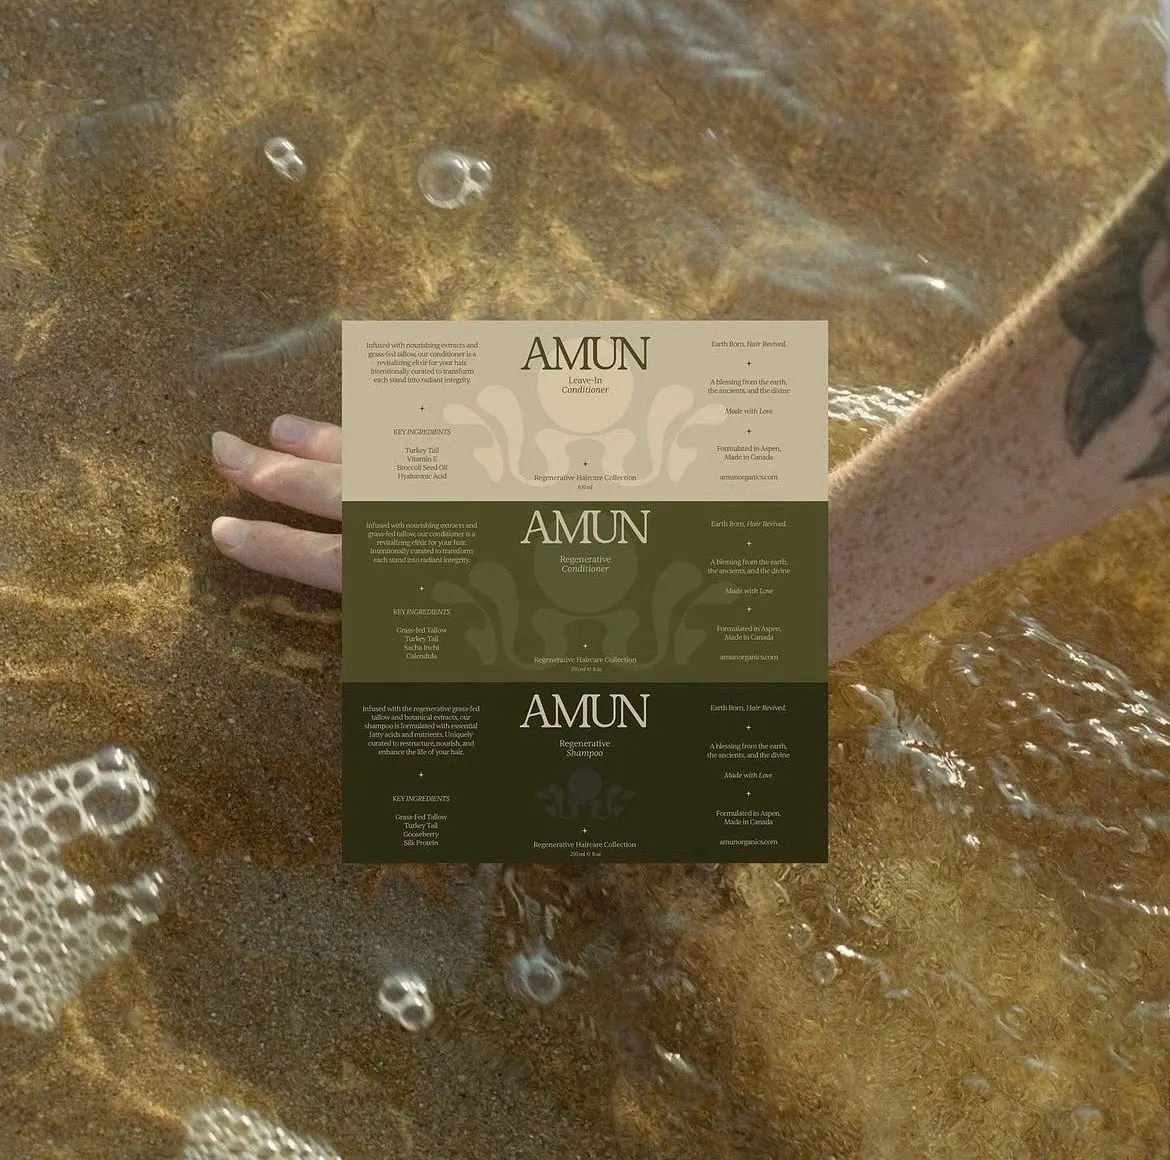 Infused with nourishing extracts and
grass-fed tallow, our conditioner is a
revitalizing elixir for your hair.
Intentionally curated to transform
each stand into radiant integrity.
KEY INGREDIENTS
Turkey Tail
Vitamin E
Broccoli Seed Oil
Hyaluronic Acid
AMUN
Leave-In
Conditioner
Regenerative Haircare Collection
100ml
Earth Born, Hair Revived.
A blessing from the earth,
the ancients, and the divine
Made with Love
Formulated in Aspen,
Made in Canada
amunorganics.com
Infused with nourishing extracts and
grass-fed tallow, our conditioner is a
revitalizing elixir for your hair.
Intentionally curated to transform
each stand into radiant integrity.
KEY INGREDIENTS
Grass-fed Tallow
Turkey Tail
Sacha Inchi
Calendula
AMUN
Regenerative
Conditioner
Regenerative Haircare Collection
250ml
Earth Born, Hair Revived.
A blessing from the earth,
the ancients, and the divine
Made with Love
Formulated in Aspen,
Made in Canada
amunorganics.com
Infused with the regenerative grass-fed
tallow and botanical extracts, our
shampoo is formulated with essential
fatty acids and nutrients. Uniquely
curated to restructure, nourish, and
enhance the life of your hair.
KEY INGREDIENTS
Grass-Fed Tallow
Turkey Tail
Gooseberry
Silk Protein
AMUN
Regenerative
Shampoo
Regenerative Haircare Collection
250ml
Earth Born, Hair Revived.
A blessing from the earth,
the ancients, and the divine
Made with Love
Formulated in Aspen,
Made in Canada
amunorganics.com